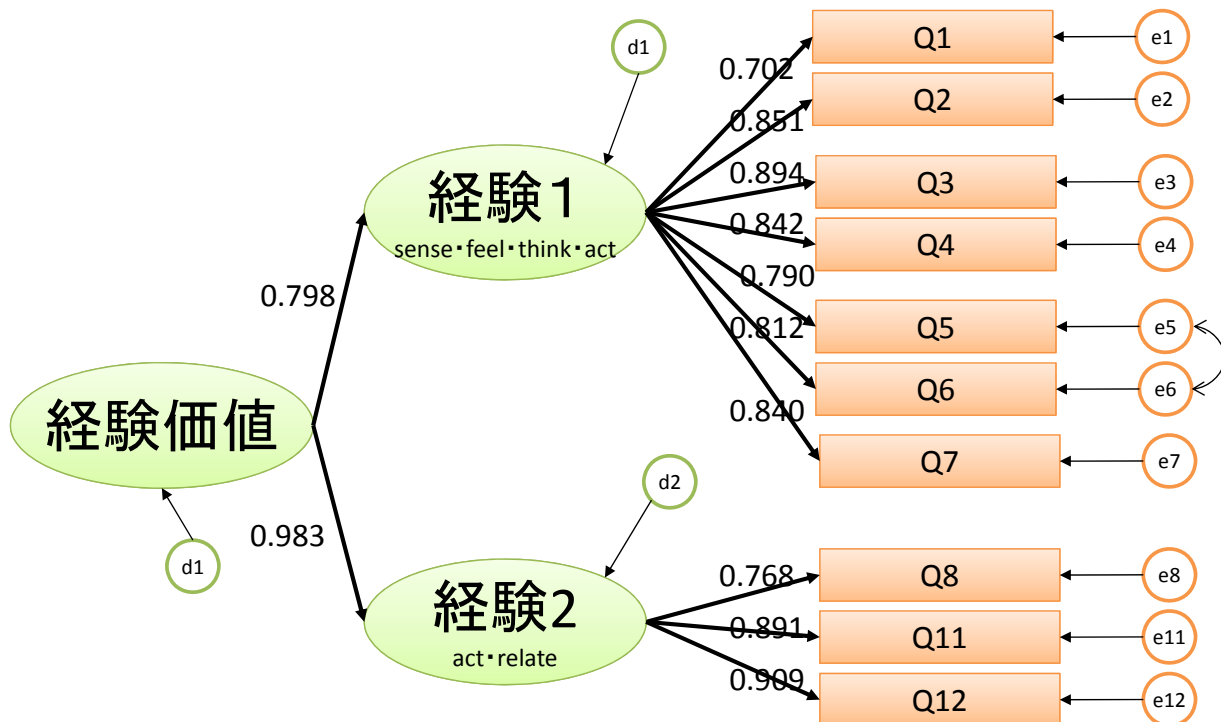 d1
Q1
e1
0.702
Q2
e2
0.851
経験1
sense・feel・think・act
0.894
Q3
e3
0.842
Q4
e4
0.790
0.798
Q5
e5
0.812
Q6
e6
0.840
経験価値
Q7
e7
d2
0.983
d1
経験2
act・relate
0.768
Q8
e8
0.891
Q11
e11
0.909
Q12
e12